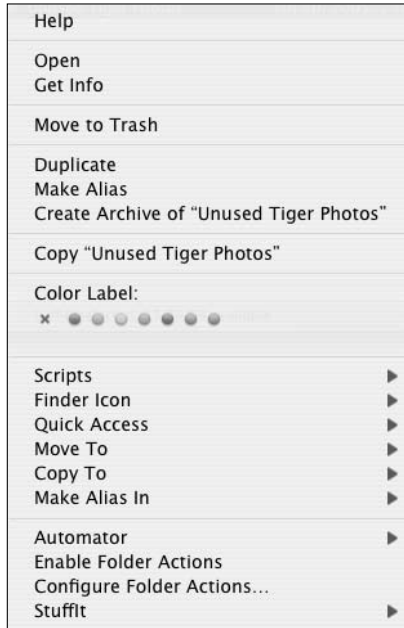 Help
Open
Get Info
Move to Trash
Duplicate
Make Alias
Create Archive of “Unused Tiger Photos”
Copy “Unused Tiger Photos”
Color Label:
Scripts
Finder Icon
Quick Access
Move To
Copy To
Make Alias In
Automator
Enable Folder Actions
Configure Folder Actions…
StuffIt